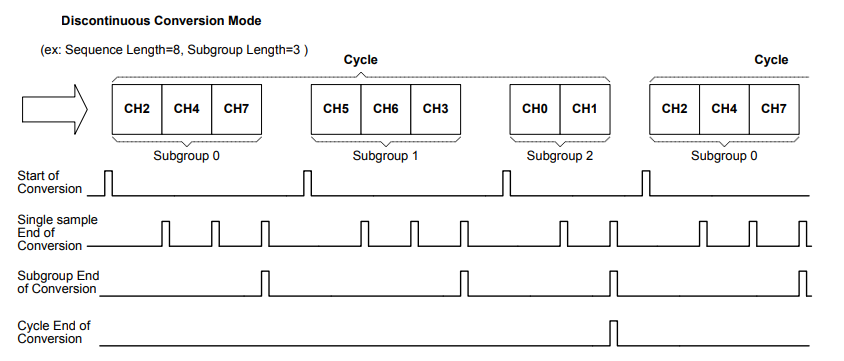 Discontinuous Conversion Mode
(ex: Sequence Length=8, Subgroup Length=3 )
Cycle
Cycle
CH2 CH4 CH7
CH5 CH6 CH3
CH0 CH1
CH2 CH4 CH7
Subgroup 0
Subgroup 1
Subgroup 2
Subgroup 0
Start of
Conversion
Single sample
End of
Conversion
Subgroup End
of Conversion
Cycle End of
Conversion